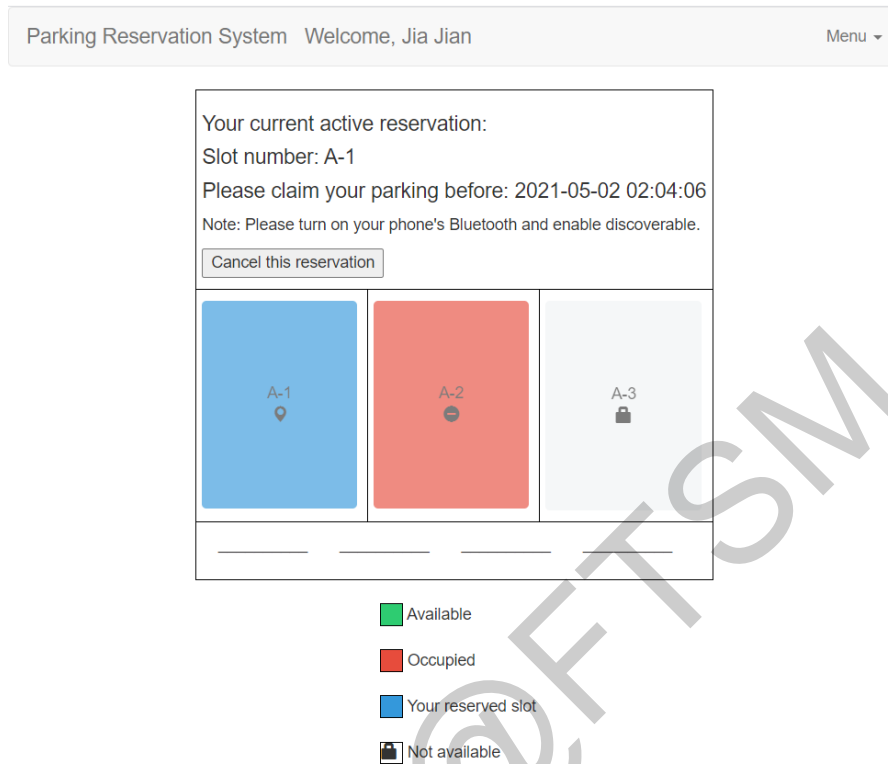 Parking Reservation System Welcome, Jia Jian
Menu
Your current active reservation:
Slot number: A-1
Please claim your parking before: 2021-05-02 02:04:06
Note: Please turn on your phone's Bluetooth and enable discoverable.
Cancel this reservation
A-1
A-2
A-3
Available
Occupied
Your reserved slot
Not available
@FTSM